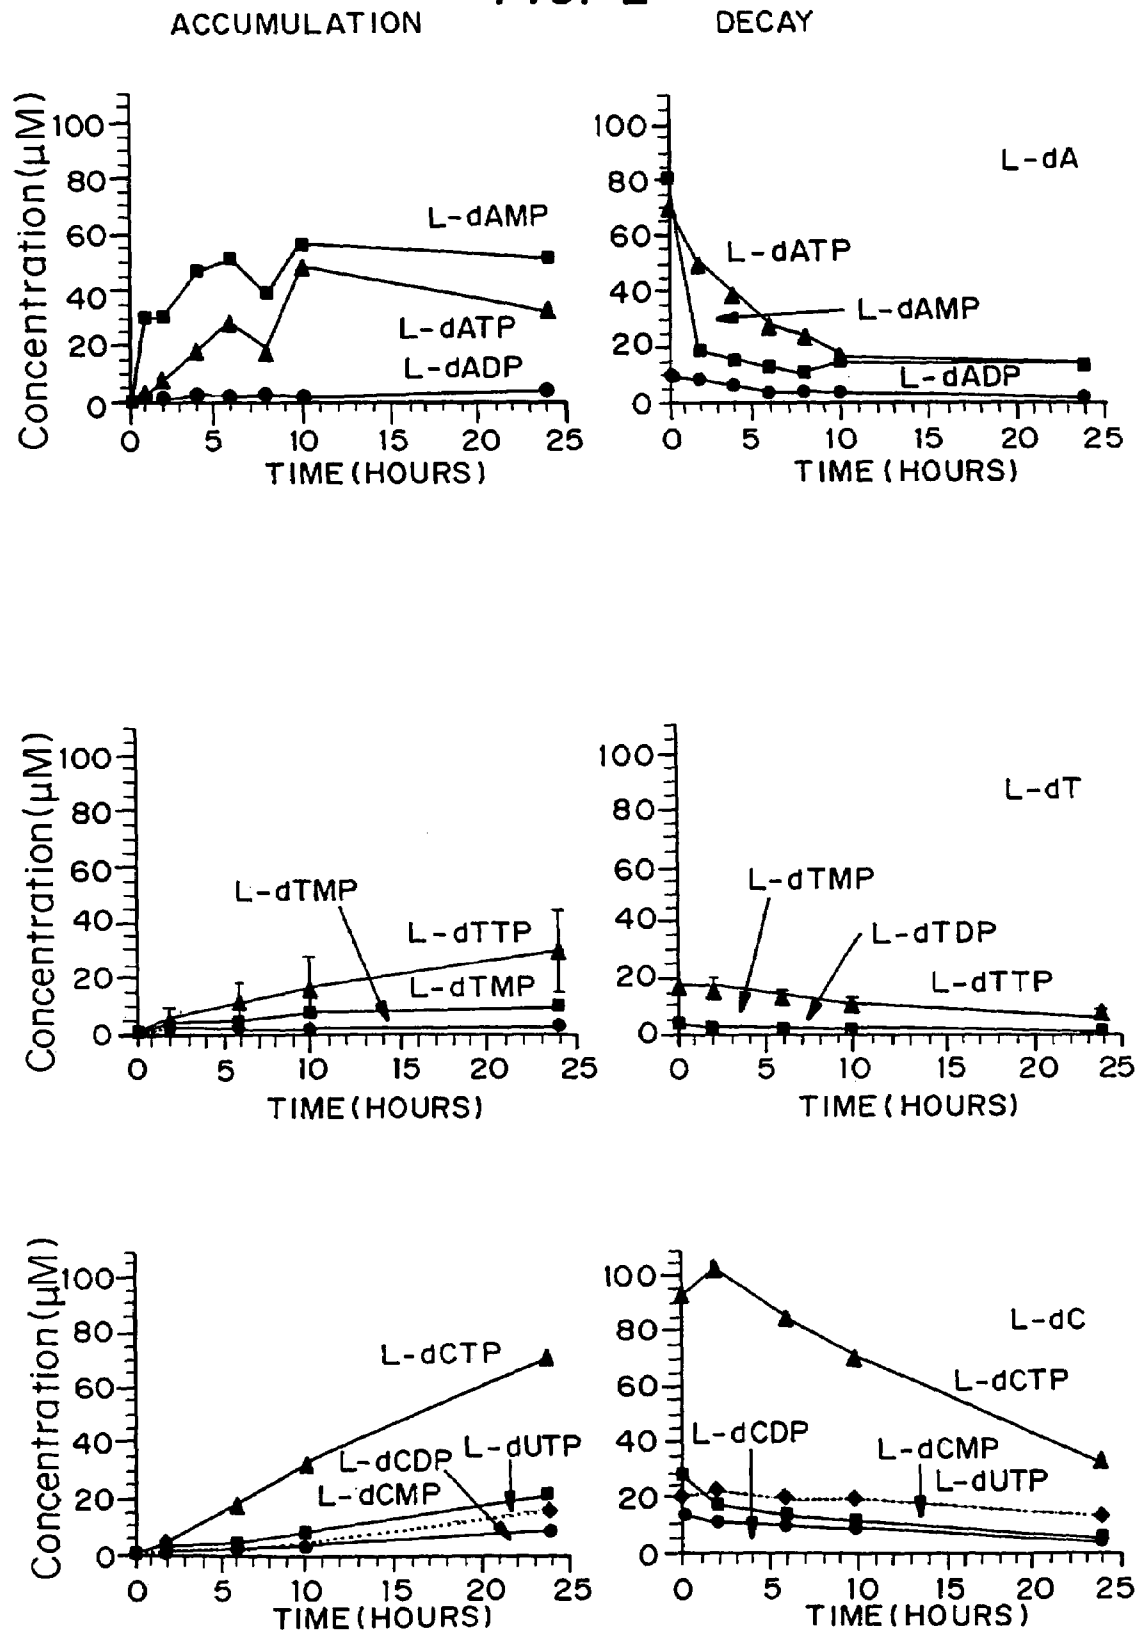 ACCUMULATION
DECAY
Concentration(μM)
100
80
60
40
20
0
L-dAMP
L-dATP
L-dADP
0 5 10 15 20 25
TIME(HOURS)
100
80
60
40
20
0
L-dA
L-dATP
L-dAMP
L-dADP
0 5 10 15 20 25
TIME(HOURS)
Concentration(μM)
100
80
60
40
20
0
L-dTMP
L-dTTP
L-dTMP
0 5 10 15 20 25
TIME(HOURS)
100
80
60
40
20
0
L-dT
L-dTMP
L-dTDP
L-dTTP
0 5 10 15 20 25
TIME(HOURS)
Concentration(μM)
100
80
60
40
20
0
L-dCTP
L-dUTP
L-dCDP
L-dCMP
0 5 10 15 20 25
TIME(HOURS)
100
80
60
40
20
0
L-dC
L-dCTP
L-dCDP
L-dCMP
L-dUTP
0 5 10 15 20 25
TIME(HOURS)